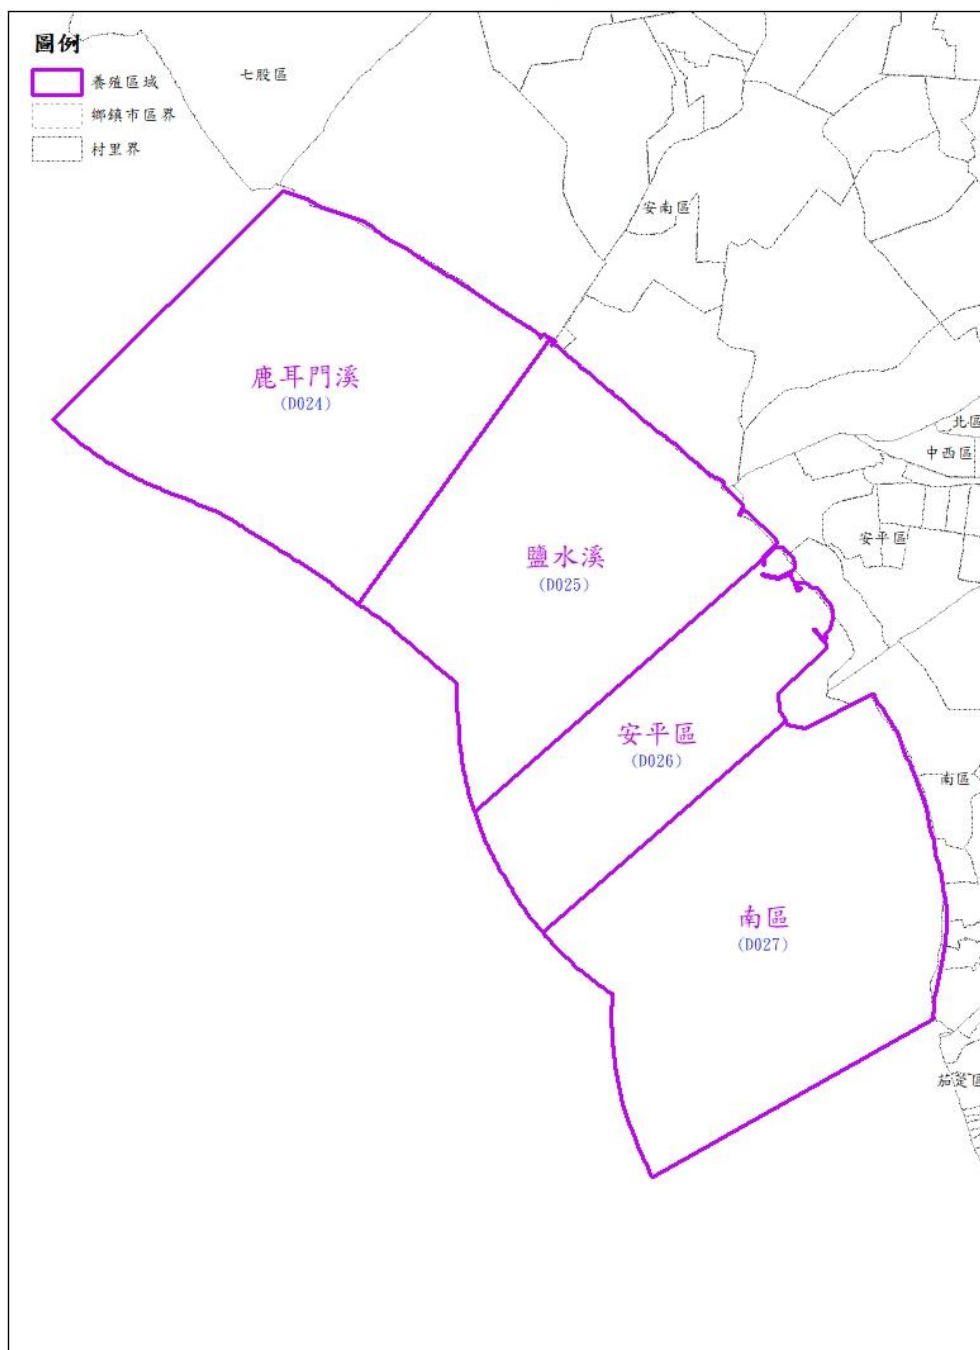 圖例
養殖區域
鄉鎮市區界
村里界
七股區
安南區
鹿耳門溪
(D024)
北區
中西區
安平區
鹽水溪
(D025)
安平區
(D026)
南區
南區
(D027)
茄萣區